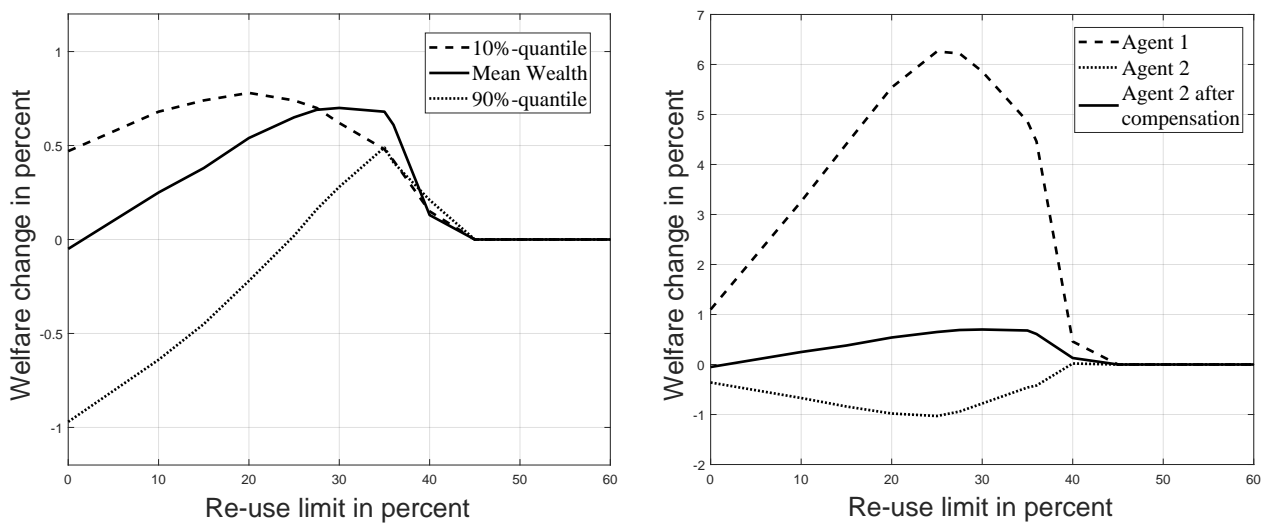 Welfare change in percent
1
0.5
0
-0.5
-1
0 10 20 30 40 50 60
Re-use limit in percent
10%-quantile
Mean Wealth
90%-quantile
Welfare change in percent
7
6
5
4
3
2
1
0
-1
-2
0 10 20 30 40 50 60
Re-use limit in percent
Agent 1
Agent 2
Agent 2 after
compensation